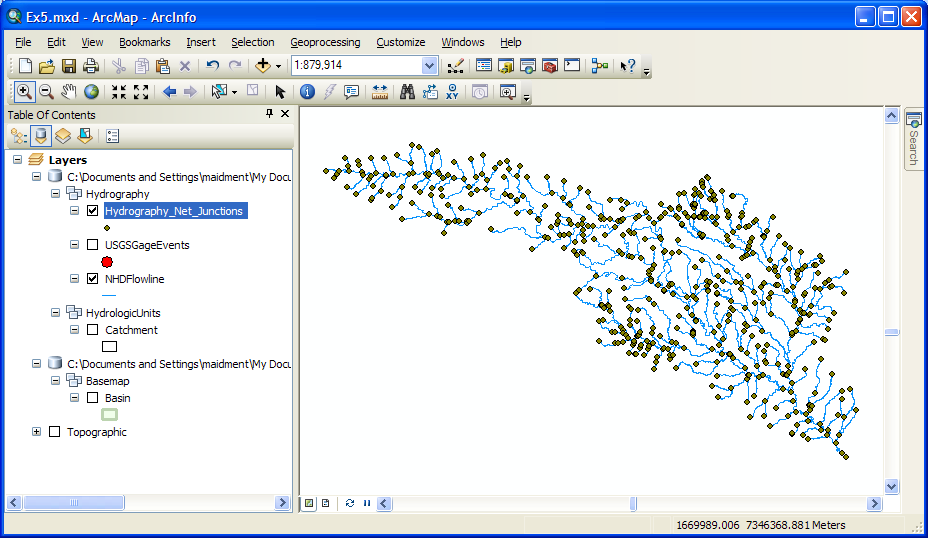 Ex5.mxd - ArcMap - ArcInfo
File Edit View Bookmarks Insert Selection Geoprocessing Customize Windows Help
1:879,914
Table Of Contents
Search
Layers
C:\Documents and Settings\maidment\My Docu
Hydrography
Hydrography_Net_Junctions
USGSGageEvents
NHDFlowline
HydrologicUnits
Catchment
C:\Documents and Settings\maidment\My Docu
Basemap
Basin
Topographic
1669989.006 7346368.881 Meters